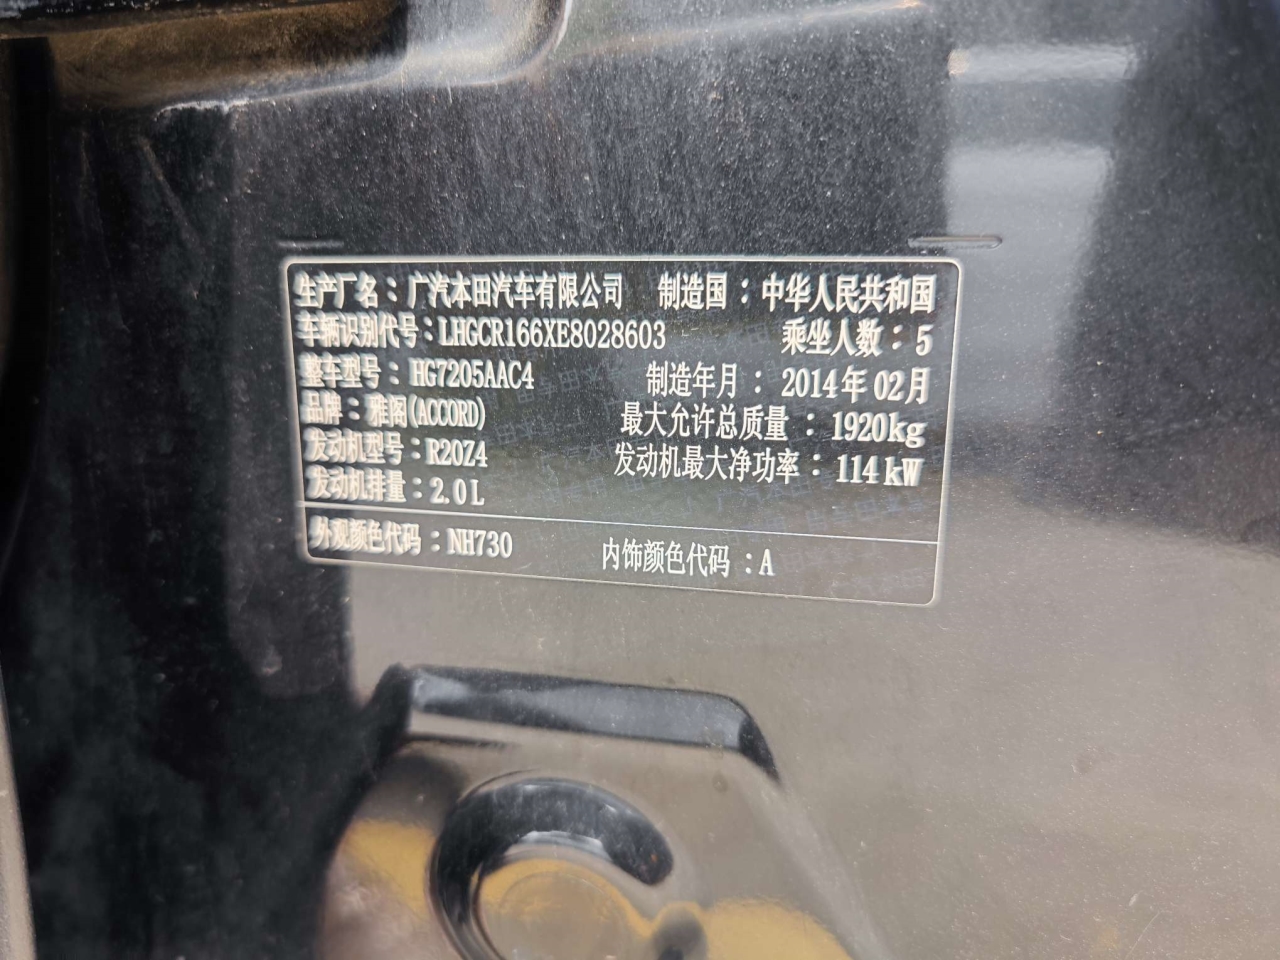 生产厂名：广汽本田汽车有限公司 制造国：中华人民共和国
车辆识别代号：LHGCR166XE8028603 乘坐人数：5
整车型号：HG7205AAC4 制造年月：2014年02月
品牌：雅阁(ACCORD) 最大允许总质量：1920kg
发动机型号：R20Z4 发动机最大净功率：114kW
发动机排量：2.0L
外观颜色代码：NH730 内饰颜色代码：A